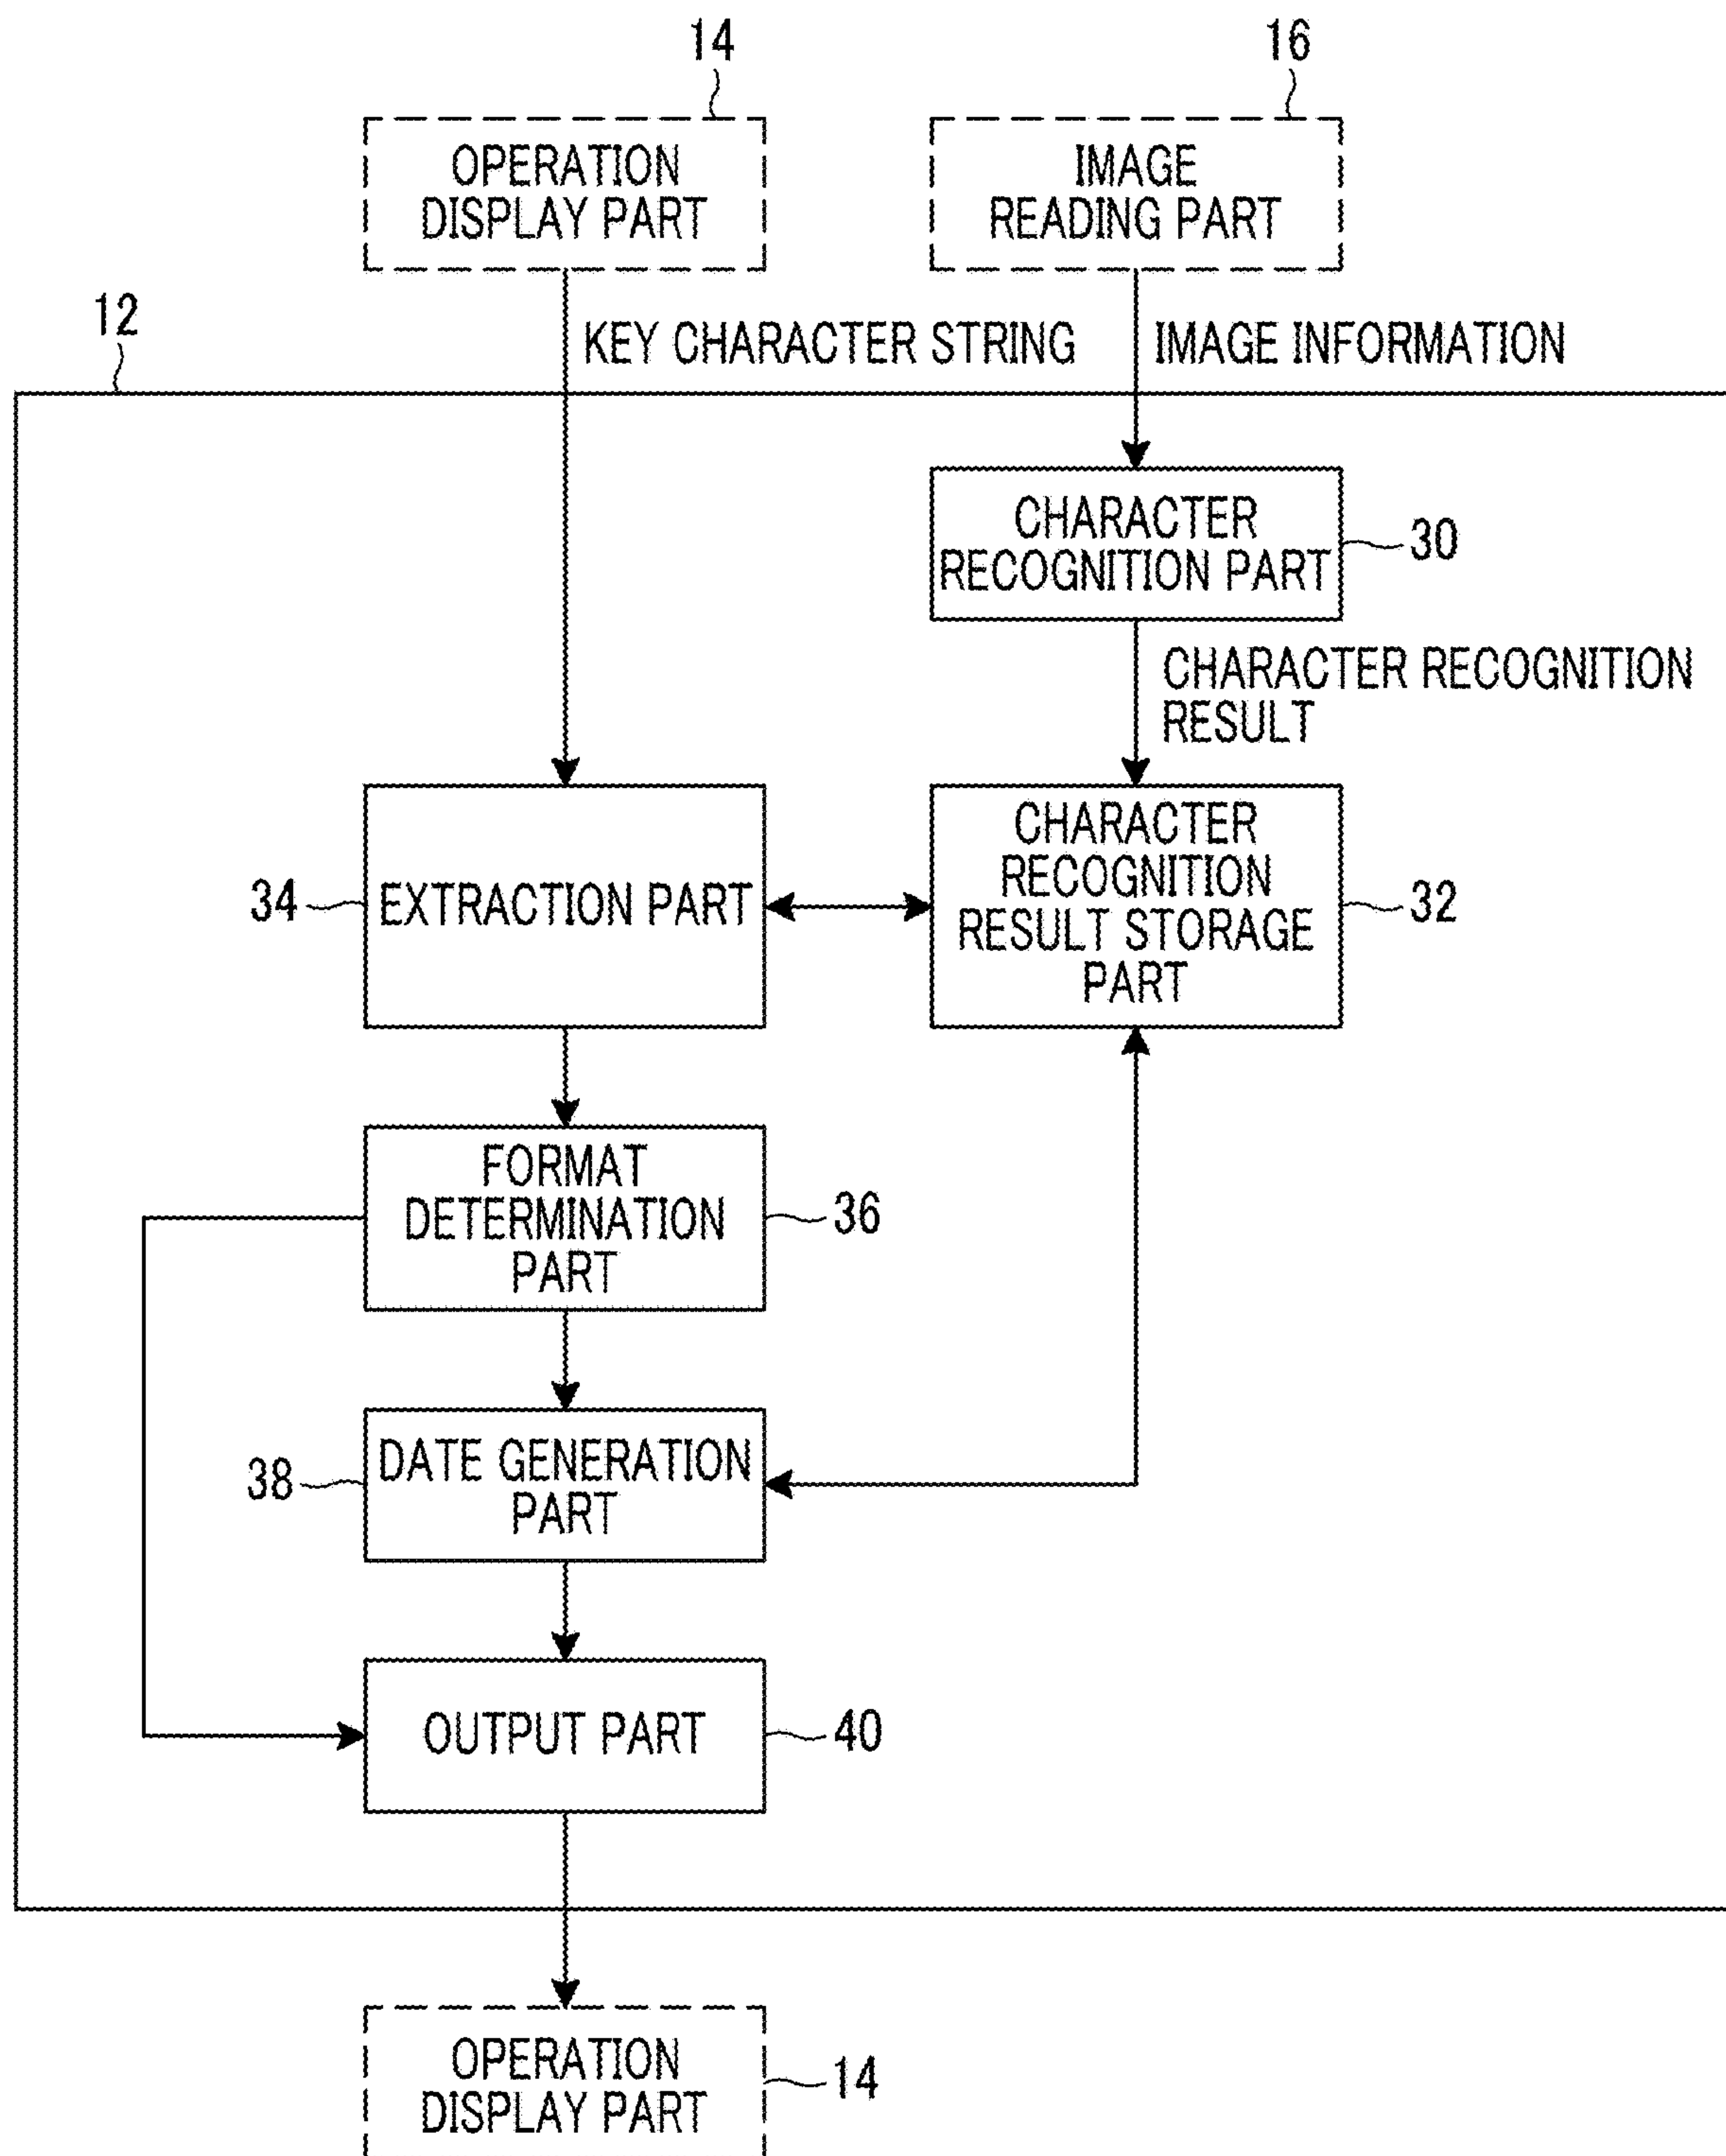 14
16
OPERATION
DISPLAY PART
IMAGE
READING PART
12
KEY CHARACTER STRING
IMAGE INFORMATION
CHARACTER
RECOGNITION PART
30
CHARACTER RECOGNITION
RESULT
34
EXTRACTION PART
CHARACTER
RECOGNITION
RESULT STORAGE
PART
32
FORMAT
DETERMINATION
PART
36
38
DATE GENERATION
PART
OUTPUT PART
40
OPERATION
DISPLAY PART
14